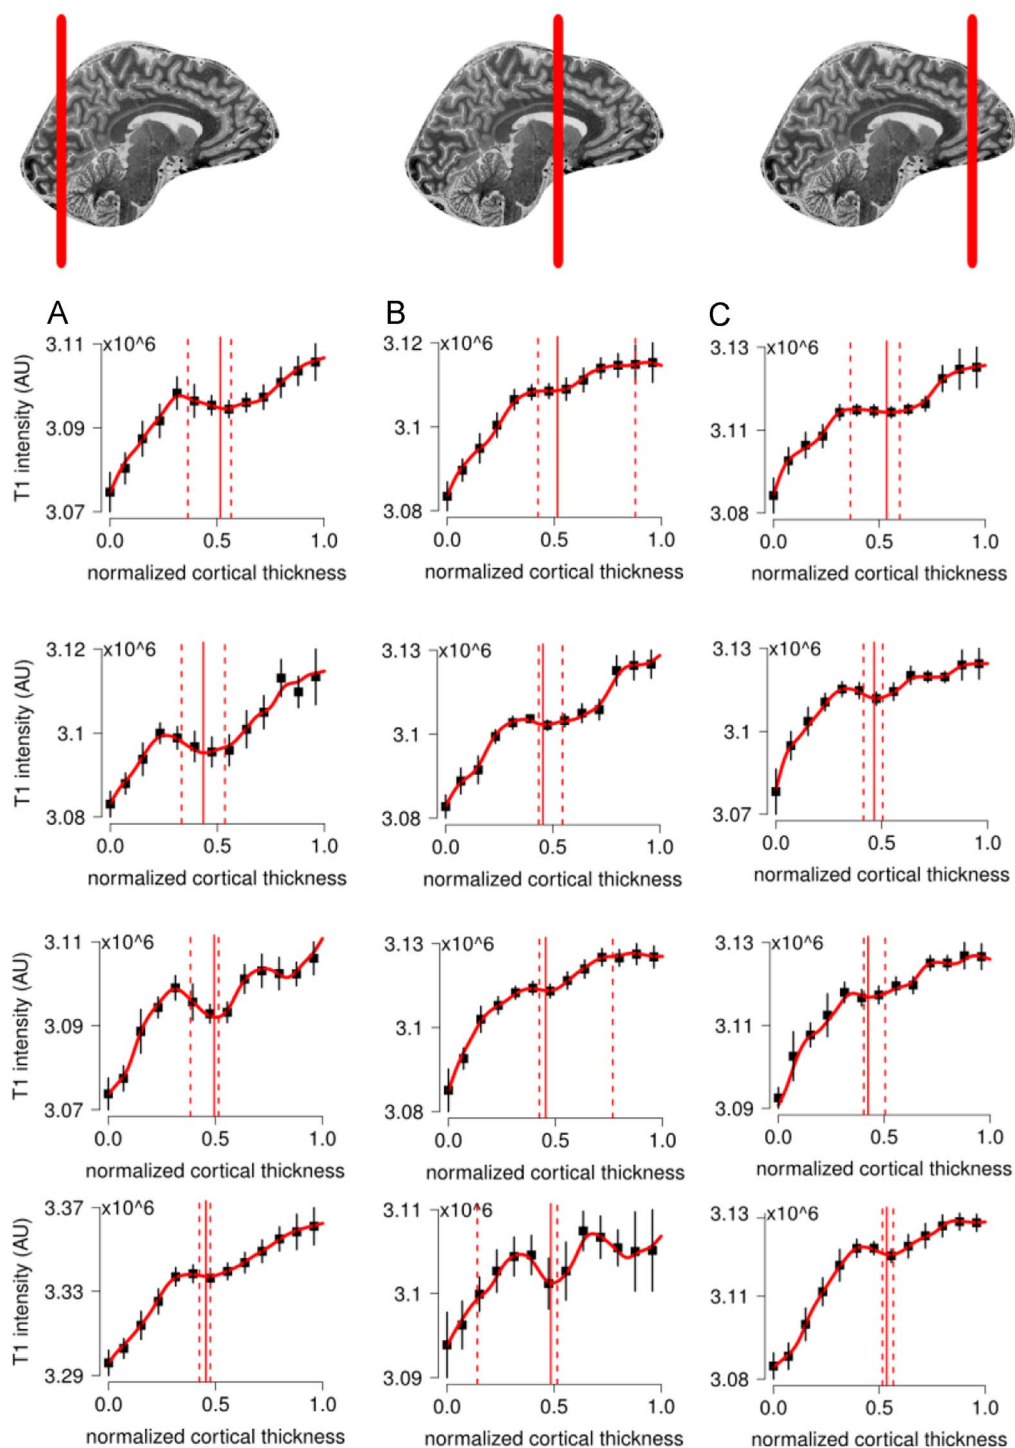 A B C
3.11 x10^6 3.12 x10^6 3.13 x10^6
T1 intensity (AU)
3.09 3.1 3.11
3.07 3.08 3.08
0.0 0.5 1.0 0.0 0.5 1.0 0.0 0.5 1.0
normalized cortical thickness normalized cortical thickness normalized cortical thickness
3.12 x10^6 3.13 x10^6 3.13 x10^6
T1 intensity (AU)
3.1 3.1 3.1
3.08 3.08 3.07
0.0 0.5 1.0 0.0 0.5 1.0 0.0 0.5 1.0
normalized cortical thickness normalized cortical thickness normalized cortical thickness
3.11 x10^6 3.13 x10^6 3.13 x10^6
T1 intensity (AU)
3.09 3.1 3.11
3.07 3.08 3.09
0.0 0.5 1.0 0.0 0.5 1.0 0.0 0.5 1.0
normalized cortical thickness normalized cortical thickness normalized cortical thickness
3.37 x10^6 3.11 x10^6 3.13 x10^6
T1 intensity (AU)
3.33 3.1 3.11
3.29 3.09 3.08
0.0 0.5 1.0 0.0 0.5 1.0 0.0 0.5 1.0
normalized cortical thickness normalized cortical thickness normalized cortical thickness